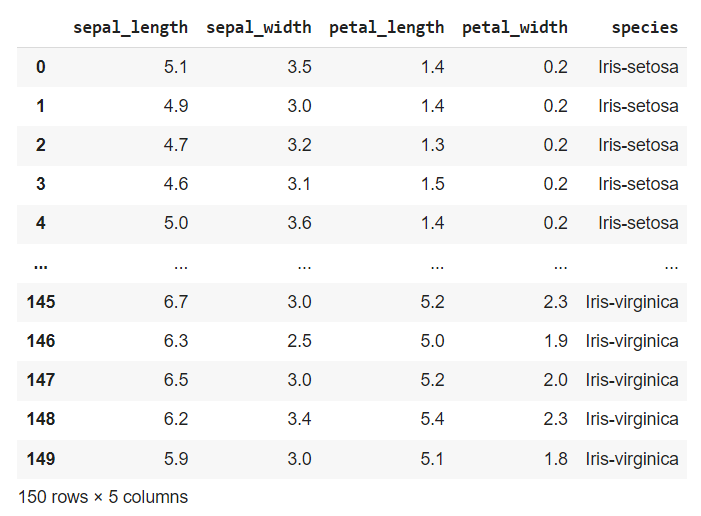 sepal_length sepal_width petal_length petal_width species
0 5.1 3.5 1.4 0.2 Iris-setosa
1 4.9 3.0 1.4 0.2 Iris-setosa
2 4.7 3.2 1.3 0.2 Iris-setosa
3 4.6 3.1 1.5 0.2 Iris-setosa
4 5.0 3.6 1.4 0.2 Iris-setosa
... ... ... ... ... ...
145 6.7 3.0 5.2 2.3 Iris-virginica
146 6.3 2.5 5.0 1.9 Iris-virginica
147 6.5 3.0 5.2 2.0 Iris-virginica
148 6.2 3.4 5.4 2.3 Iris-virginica
149 5.9 3.0 5.1 1.8 Iris-virginica
150 rows × 5 columns